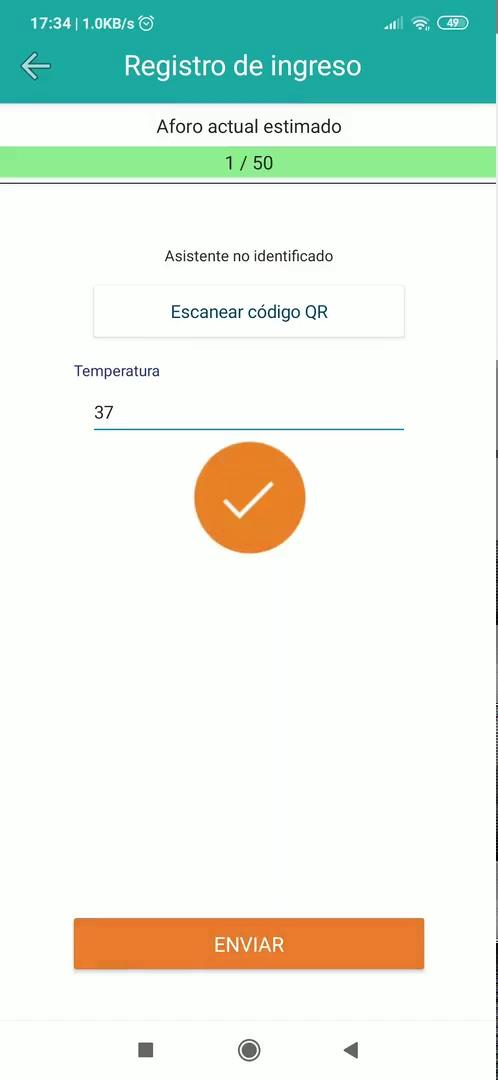 17:34 | 1.0KB/s
49
Registro de ingreso
Aforo actual estimado
1 / 50
Asistente no identificado
Escanear código QR
Temperatura
37
ENVIAR